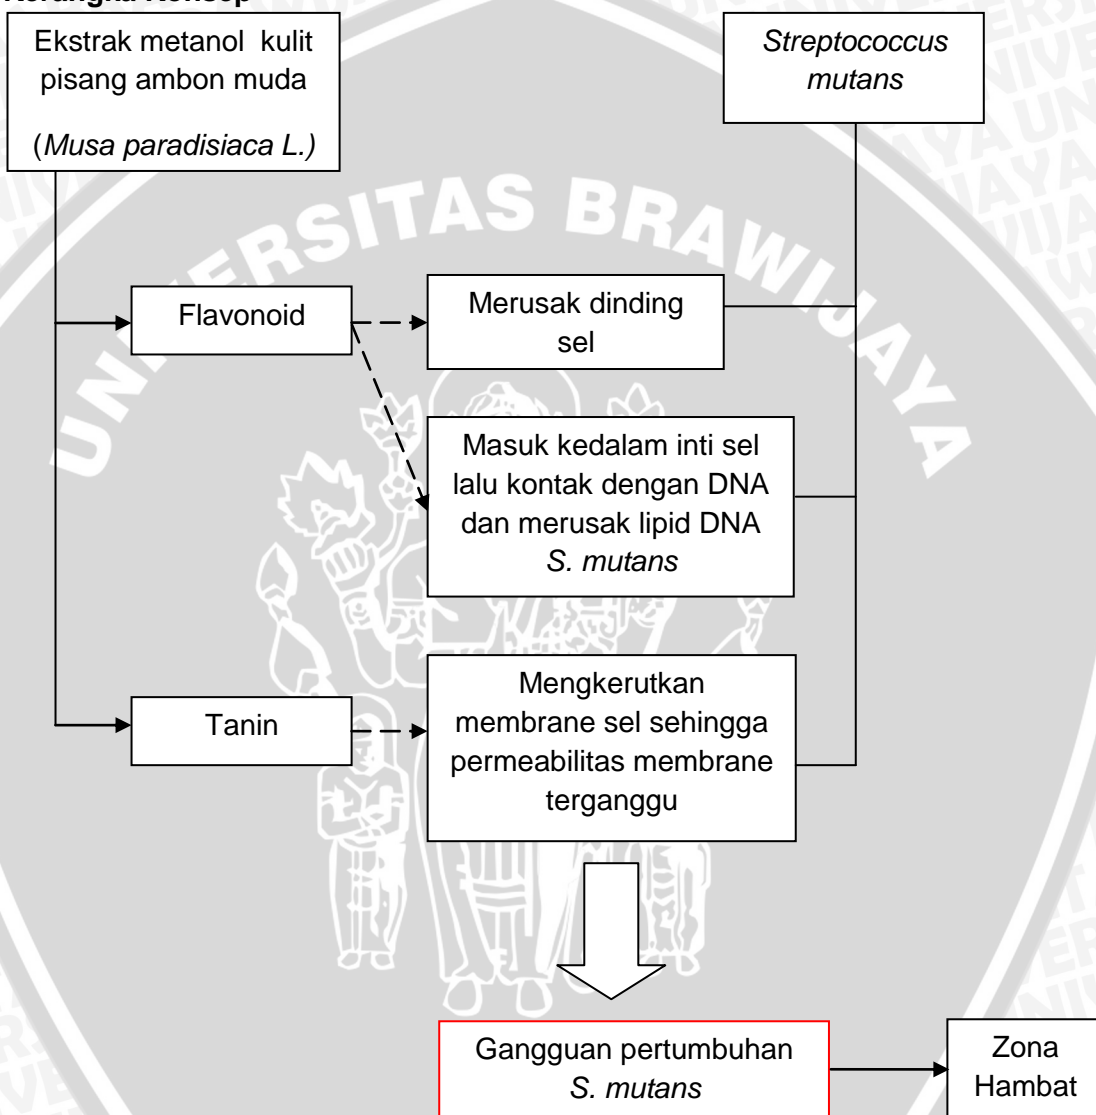 Kerangka Konsep
Ekstrak metanol kulit
pisang ambon muda
(Musa paradisiaca L.)
Streptococcus
mutans
UNIVERSITAS BRAWIJAYA
Flavonoid
Merusak dinding
sel
Masuk kedalam inti sel
lalu kontak dengan DNA
dan merusak lipid DNA
S. mutans
Tanin
Mengkerutkan
membrane sel sehingga
permeabilitas membrane
terganggu
Gangguan pertumbuhan
S. mutans
Zona
Hambat